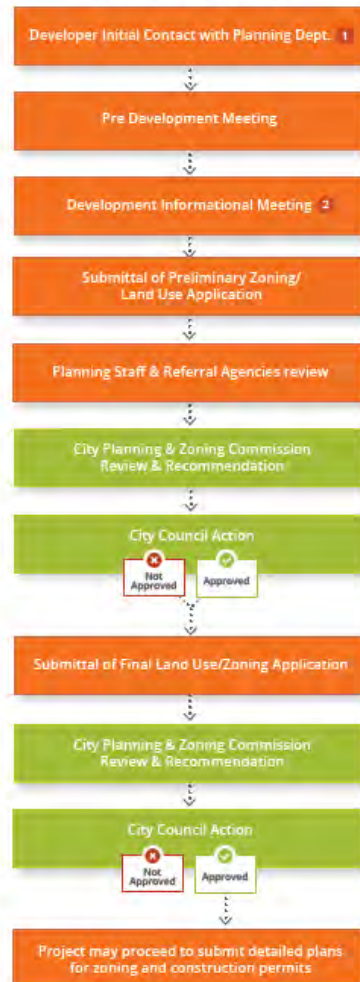 Developer Initial Contact with Planning Dept. 1
Pre Development Meeting
Development Informational Meeting 2
Submittal of Preliminary Zoning/
Land Use Application
Planning Staff & Referral Agencies review
City Planning & Zoning Commission
Review & Recommendation
City Council Action
Not
Approved
Approved
Submittal of Final Land Use/Zoning Application
City Planning & Zoning Commission
Review & Recommendation
City Council Action
Not
Approved
Approved
Project may proceed to submit detailed plans
for zoning and construction permits